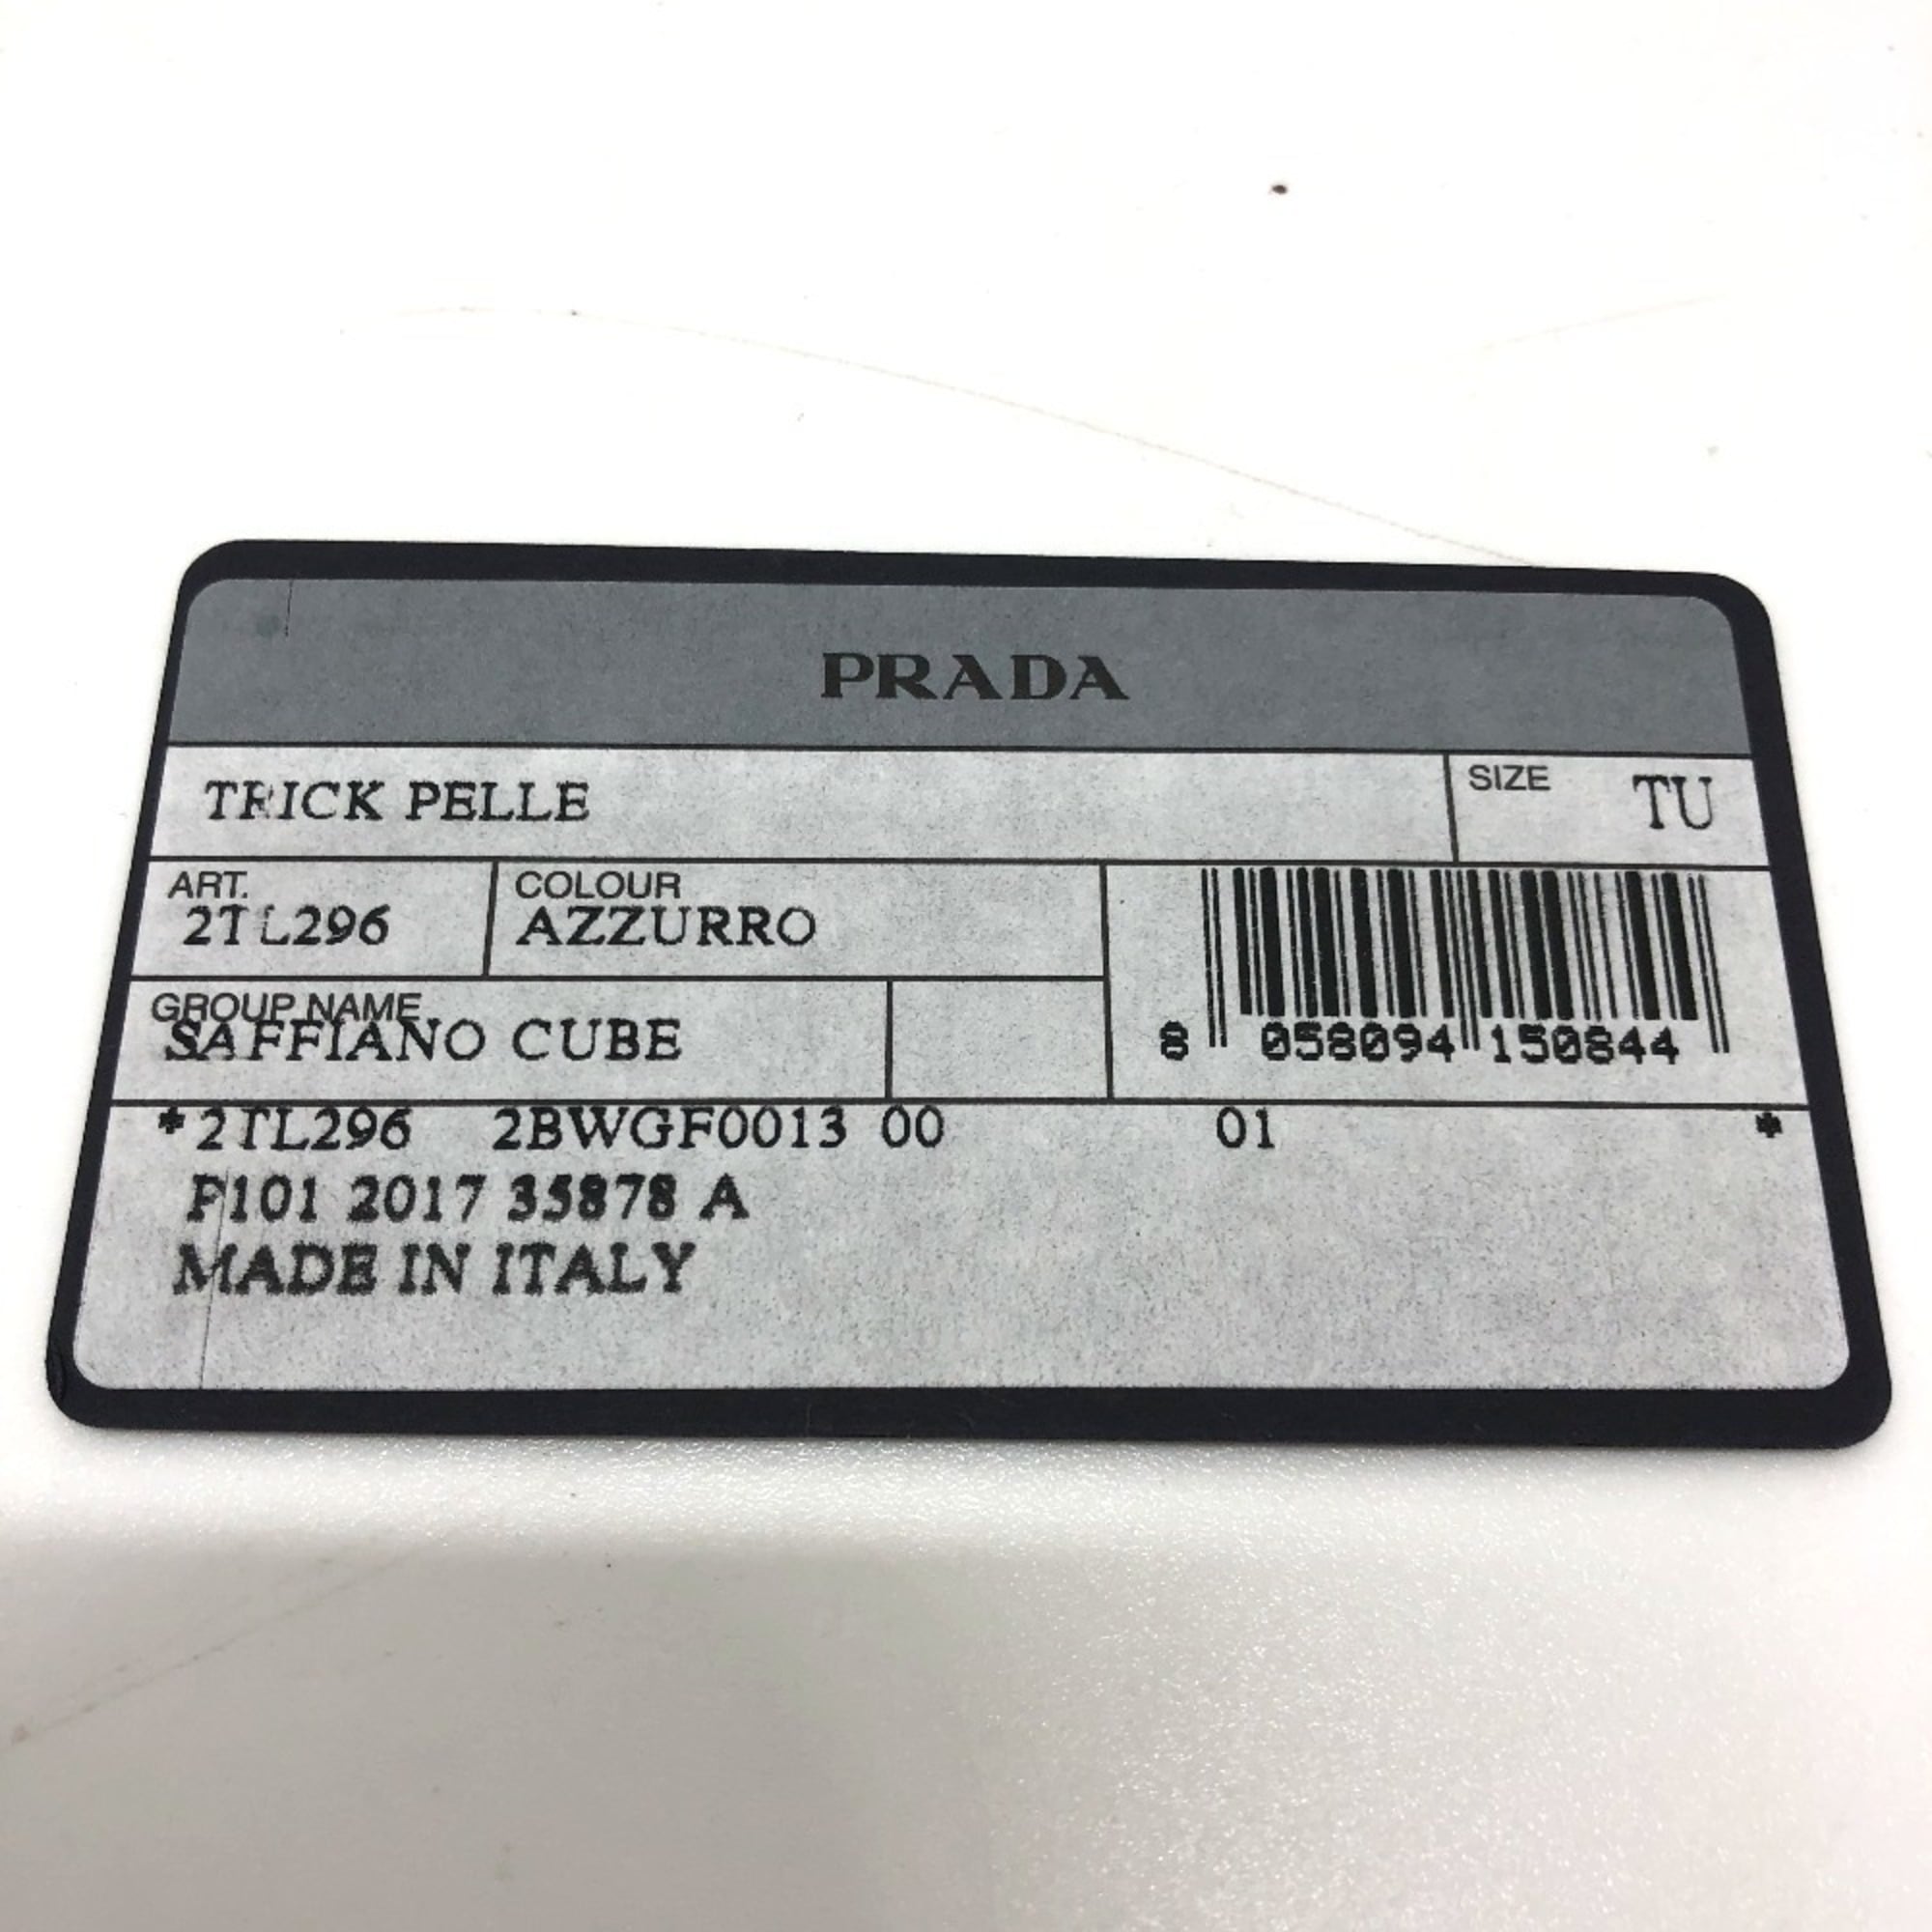 PRADA
TRICK PELLE
SIZE TU
ART.
2TL296
COLOUR
AZZURRO
GROUP NAME
SAFFIANO CUBE
8 058094 150844
*2TL296 2BWGF0013 00 01 *
P101 2017 35878 A
MADE IN ITALY